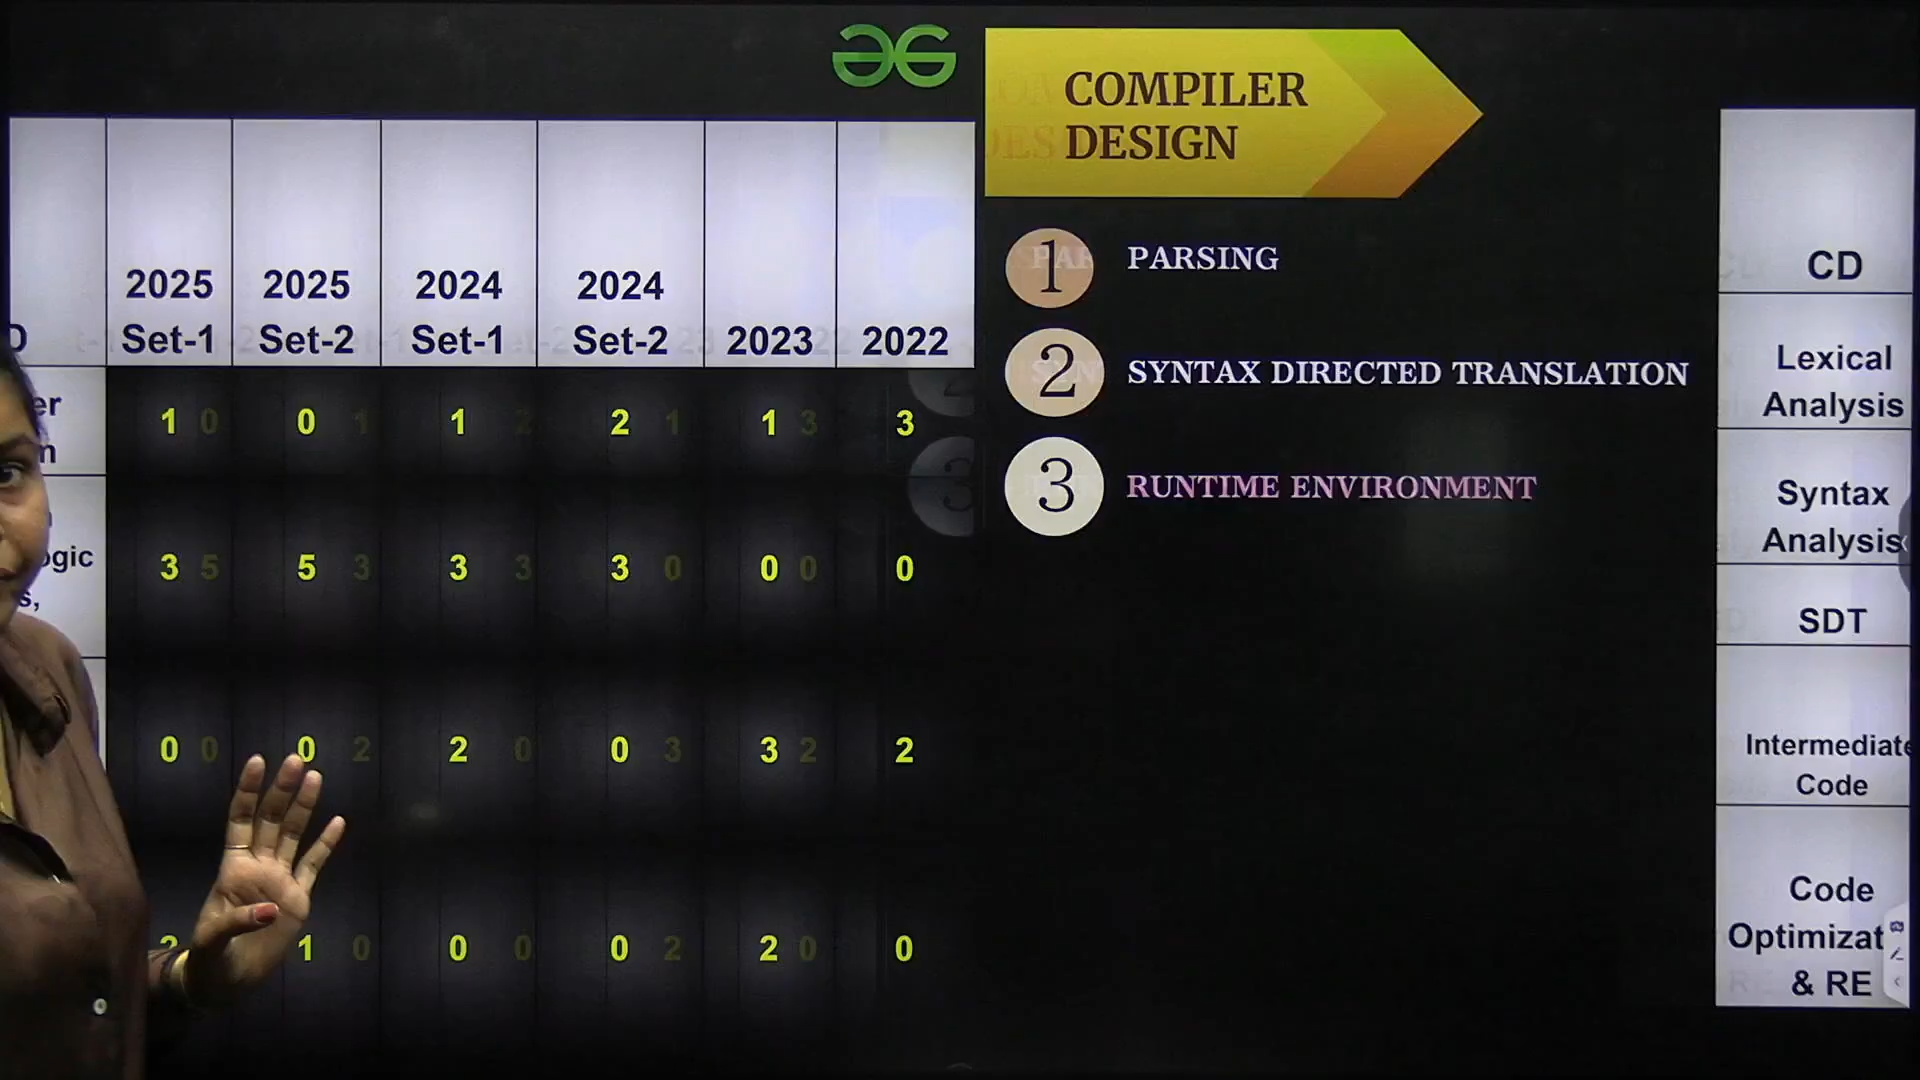 COMPILER
DESIGN
1 PARSING
2 SYNTAX DIRECTED TRANSLATION
3 RUNTIME ENVIRONMENT
2025 Set-1 2025 Set-2 2024 Set-1 2024 Set-2 2023 2022
1 0 1 2 1 3
3 5 3 3 0 0
0 0 2 0 3 2
1 0 0 2 0
CD
Lexical
Analysis
Syntax
Analysis
SDT
Intermediate
Code
Code
& RE